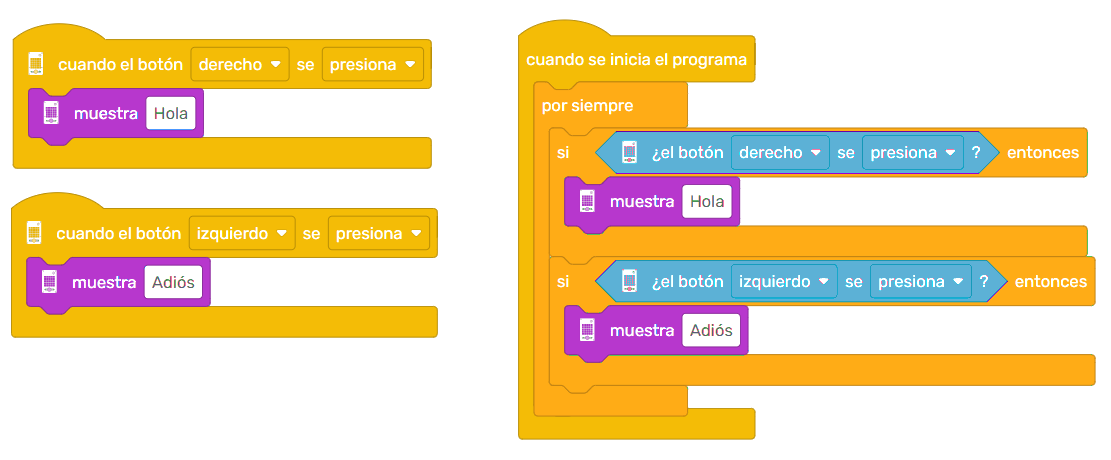 cuando el botón derecho se presiona
muestra Hola
cuando el botón izquierdo se presiona
muestra Adiós
cuando se inicia el programa
por siempre
si ¿el botón derecho se presiona ? entonces
muestra Hola
si ¿el botón izquierdo se presiona ? entonces
muestra Adiós